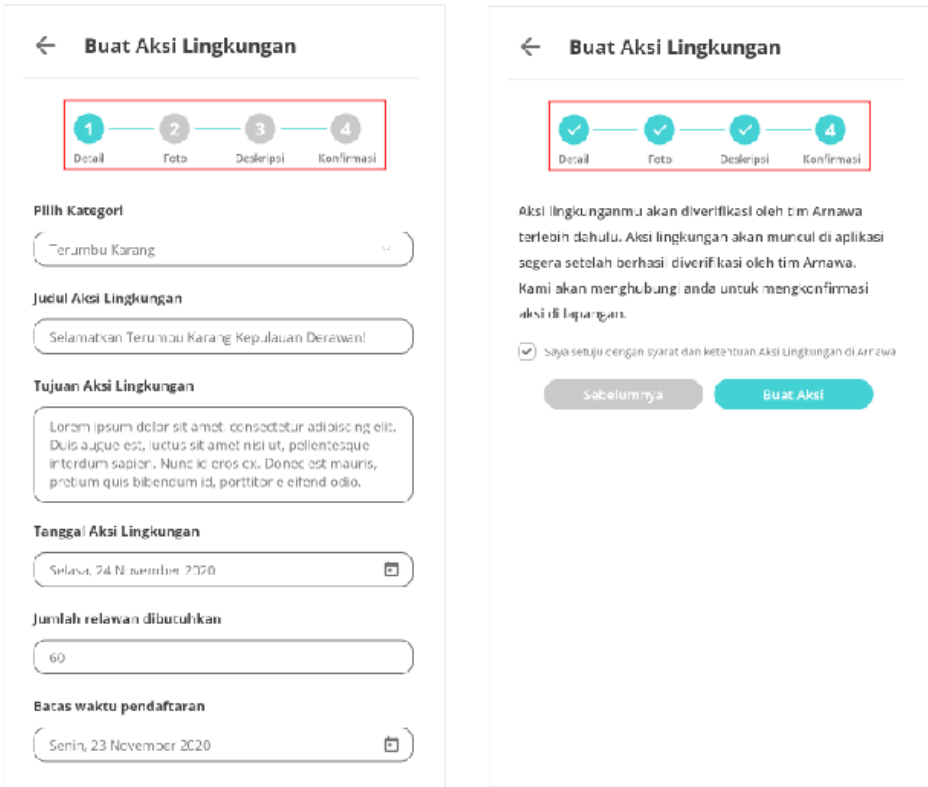 Buat Aksi Lingkungan
1 2 3 4
Detail Foto Deskripsi Konfirmasi
Pilih Kategori
Terumbu Karang
Judul Aksi Lingkungan
Selamatkan Terumbu Karang Kepulauan Derawan!
Tujuan Aksi Lingkungan
Lorem ipsum dolor sit amet, consectetur adipiscing elit.
Duis augue est, luctus sit amet nisi ut, pellentesque
interdum sapien. Nunc id eros ex. Donec est mauris,
pretium quis bibendum id, porttitor eleifend odio.
Tanggal Aksi Lingkungan
Selasa, 24 November 2020
Jumlah relawan dibutuhkan
60
Batas waktu pendaftaran
Senin, 23 November 2020
Buat Aksi Lingkungan
4
Detail Foto Deskripsi Konfirmasi
Aksi lingkunganmu akan diverifikasi oleh tim Arnawa
terlebih dahulu. Aksi lingkungan akan muncul di aplikasi
segera setelah berhasil diverifikasi oleh tim Arnawa.
Kami akan menghubungi anda untuk mengkonfirmasi
aksi di lapangan.
Saya setuju dengan syarat dan ketentuan Aksi Lingkungan di Arnawa
Sebelumnya Buat Aksi